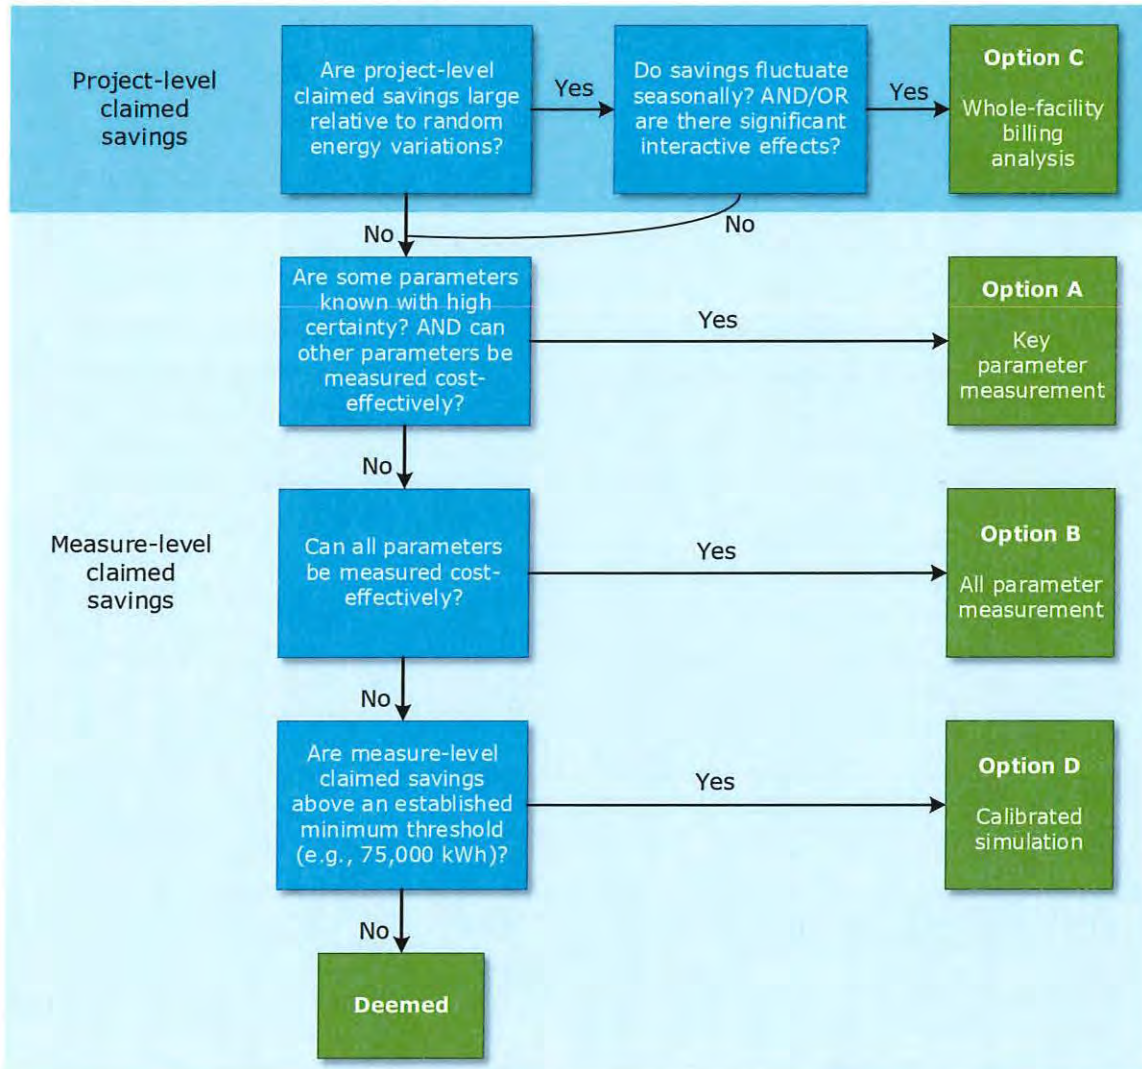 Project-level
claimed
savings
Are project-level
claimed savings large
relative to random
energy variations?
Yes
Do savings fluctuate
seasonally? AND/OR
are there significant
interactive effects?
Yes
Option C
Whole-facility
billing
analysis
No
No
Are some parameters
known with high
certainty? AND can
other parameters be
measured cost-
effectively?
Yes
Option A
Key
parameter
measurement
No
Measure-level
claimed
savings
Can all parameters
be measured cost-
effectively?
Yes
Option B
All parameter
measurement
No
Are measure-level
claimed savings
above an established
minimum threshold
(e.g., 75,000 kWh)?
Yes
Option D
Calibrated
simulation
No
Deemed